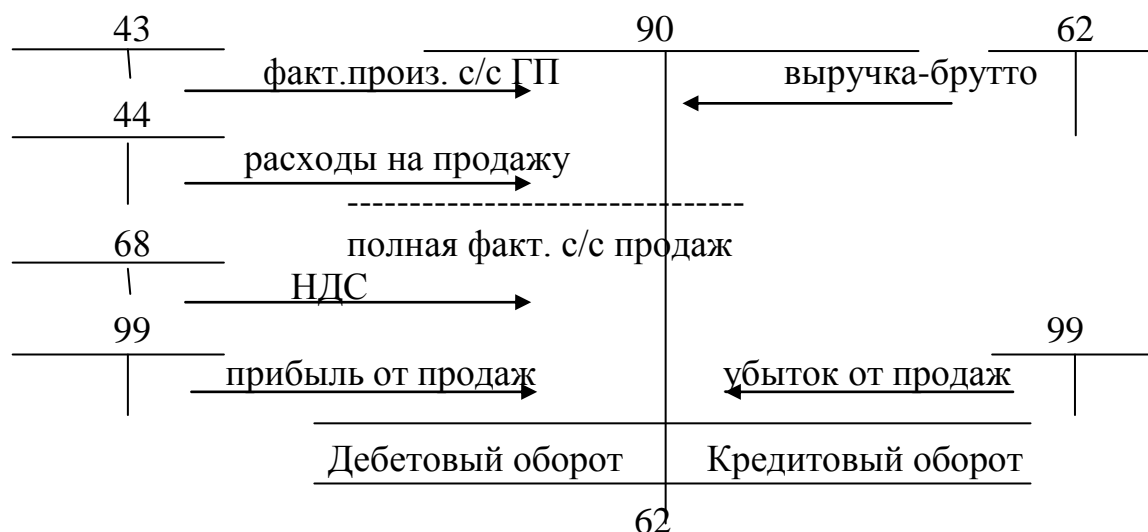 43 90 62
факт.произ. с/с ГП выручка-брутто
44
расходы на продажу
68 полная факт. с/с продаж
НДС
99 99
прибыль от продаж убыток от продаж
Дебетовый оборот Кредитовый оборот
62